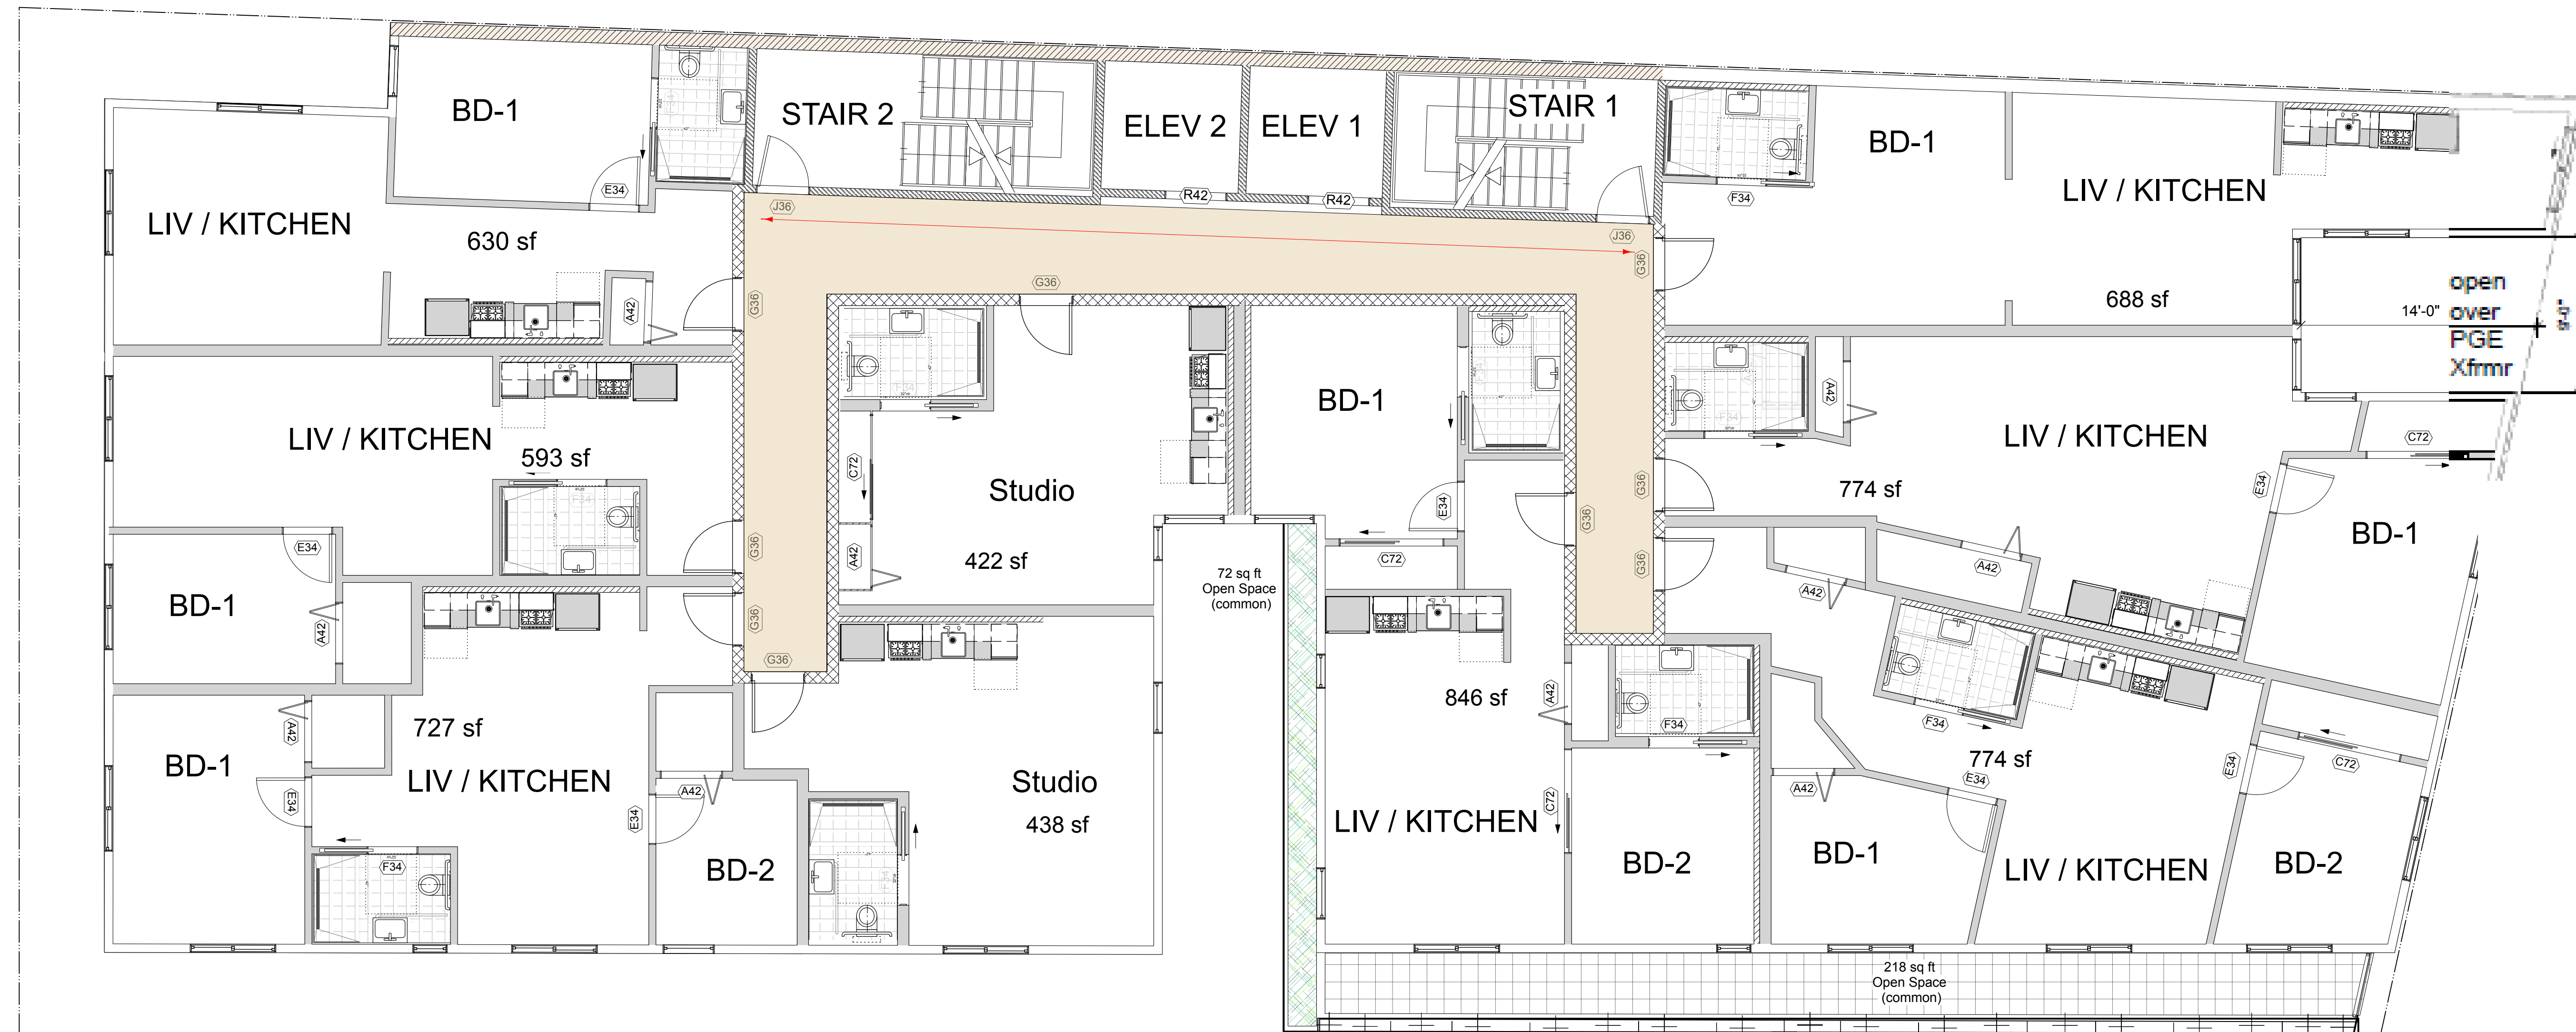 BD-1
STAIR 2
ELEV 2
ELEV 1
STAIR 1
BD-1
LIV / KITCHEN
E34
R42
R42
F34
LIV / KITCHEN
630 sf
J36
J36
G36
G36
688 sf
open
over
PGE
Xfrmr
14'-0"
A42
G36
BD-1
A42
LIV / KITCHEN
593 sf
F34
F34
F34
LIV / KITCHEN
C72
C72
Studio
774 sf
G36
G36
E34
E34
BD-1
E34
G36
A42
422 sf
C72
G36
A42
A42
72 sq ft
Open Space
(common)
BD-1
A42
G36
G36
846 sf
A42
F34
F34
727 sf
A42
BD-1
LIV / KITCHEN
A42
E34
E34
Studio
438 sf
774 sf
E34
A42
E34
C72
LIV / KITCHEN
C72
BD-2
BD-1
LIV / KITCHEN
BD-2
F34
BD-2
F34
218 sq ft
Open Space
(common)